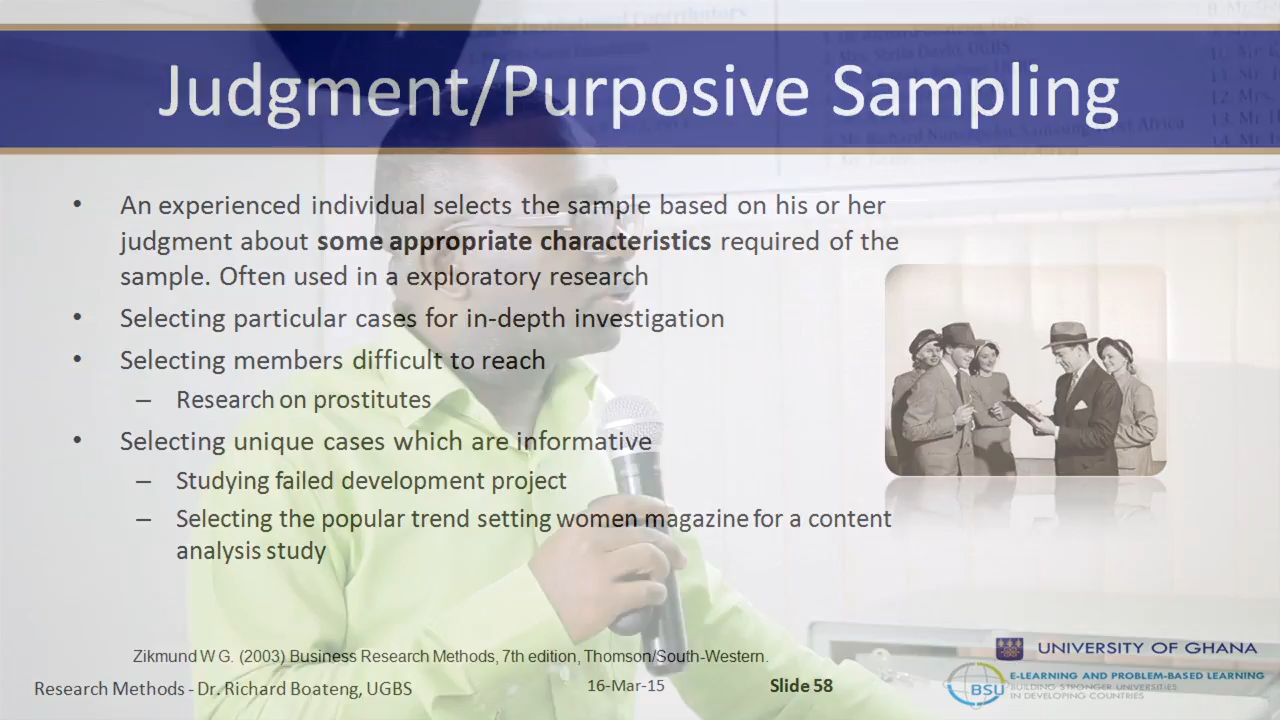 Judgment/Purposive Sampling
• An experienced individual selects the sample based on his or her
judgment about some appropriate characteristics required of the
sample. Often used in a exploratory research
• Selecting particular cases for in-depth investigation
• Selecting members difficult to reach
– Research on prostitutes
• Selecting unique cases which are informative
– Studying failed development project
– Selecting the popular trend setting women magazine for a content
analysis study
Zikmund W G. (2003) Business Research Methods, 7th edition, Thomson/South-Western.
UNIVERSITY OF GHANA
BSU
E-LEARNING AND PROBLEM-BASED LEARNING
BUILDING STRONGER UNIVERSITIES
IN DEVELOPING COUNTRIES
Research Methods - Dr. Richard Boateng, UGBS
16-Mar-15
Slide 58